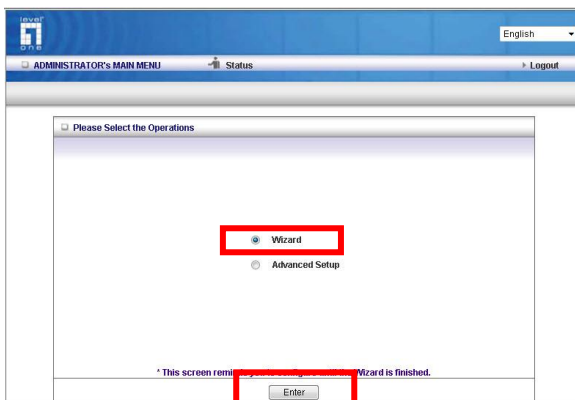 level
one
English
ADMINISTRATOR's MAIN MENU
Status
Logout
Please Select the Operations
Wizard
Advanced Setup
* This screen Wizard is finished.
Enter